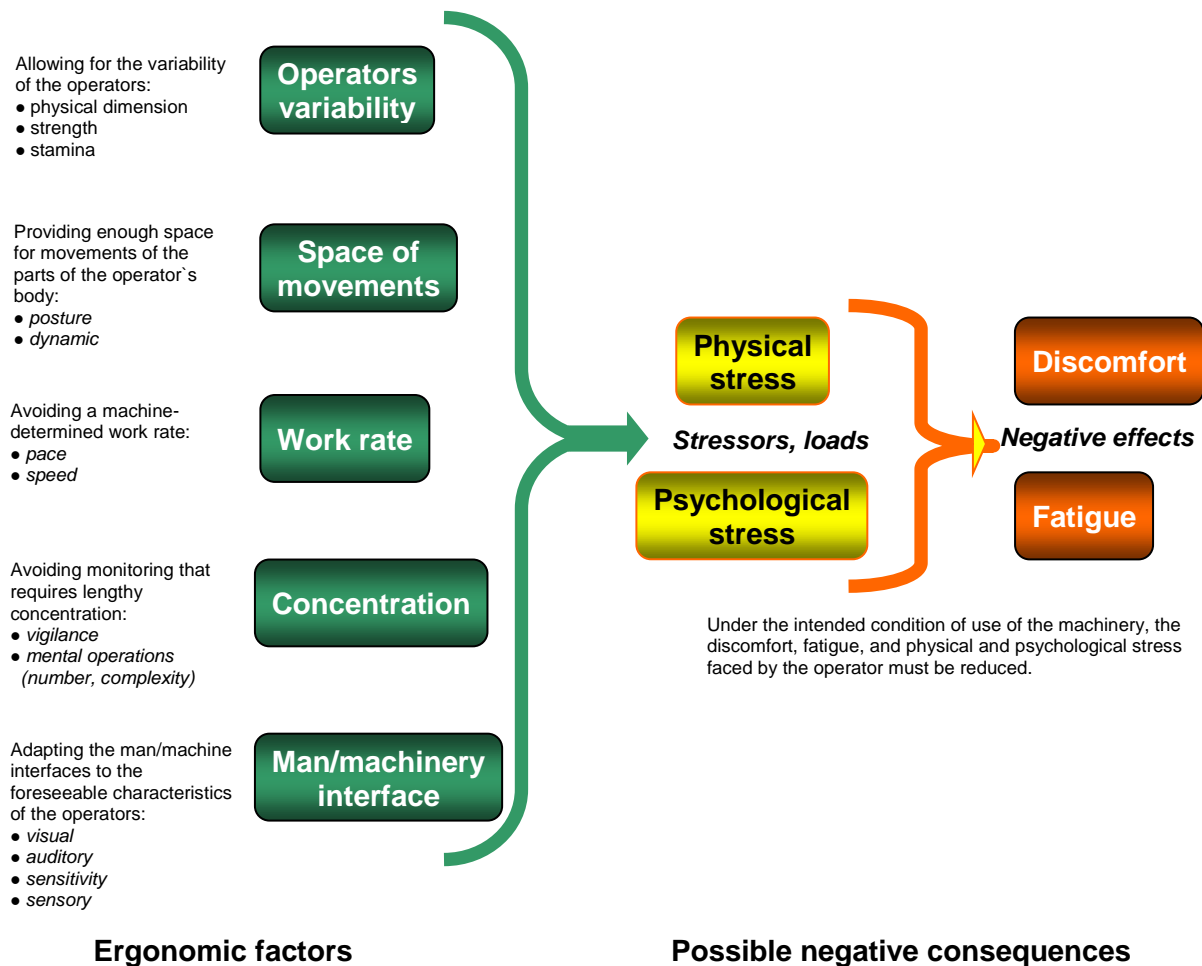 Allowing for the variability
of the operators:
● physical dimension
● strength
● stamina
Operators
variability
Providing enough space
for movements of the
parts of the operator`s
body:
● posture
● dynamic
Space of
movements
Avoiding a machine-
determined work rate:
● pace
● speed
Work rate
Avoiding monitoring that
requires lengthy
concentration:
● vigilance
● mental operations
(number, complexity)
Concentration
Adapting the man/machine
interfaces to the
foreseeable characteristics
of the operators:
● visual
● auditory
● sensitivity
● sensory
Man/machinery
interface
Physical
stress
Stressors, loads
Psychological
stress
Discomfort
Negative effects
Fatigue
Under the intended condition of use of the machinery, the
discomfort, fatigue, and physical and psychological stress
faced by the operator must be reduced.
Ergonomic factors
Possible negative consequences